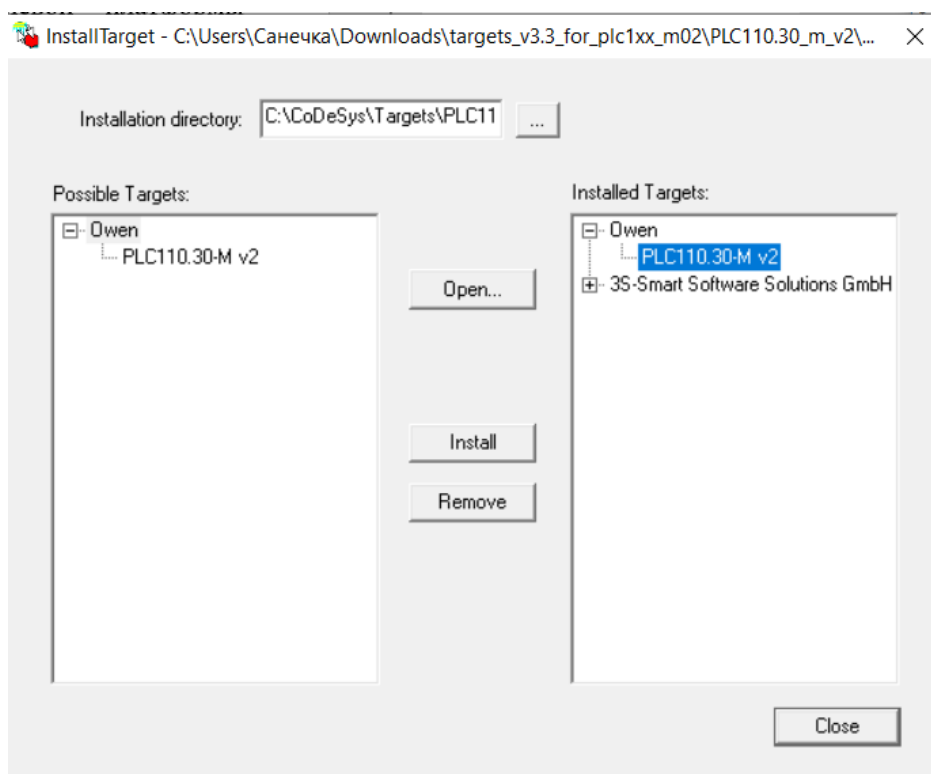 InstallTarget - C:\Users\Санечка\Downloads\targets_v3.3_for_plc1xx_m02\PLC110.30_m_v2\...
Installation directory: C:\CoDeSys\Targets\PLC11 ...
Possible Targets:
Owen
PLC110.30-M v2
Open...
Install
Remove
Installed Targets:
Owen
PLC110.30-M v2
3S-Smart Software Solutions GmbH
Close